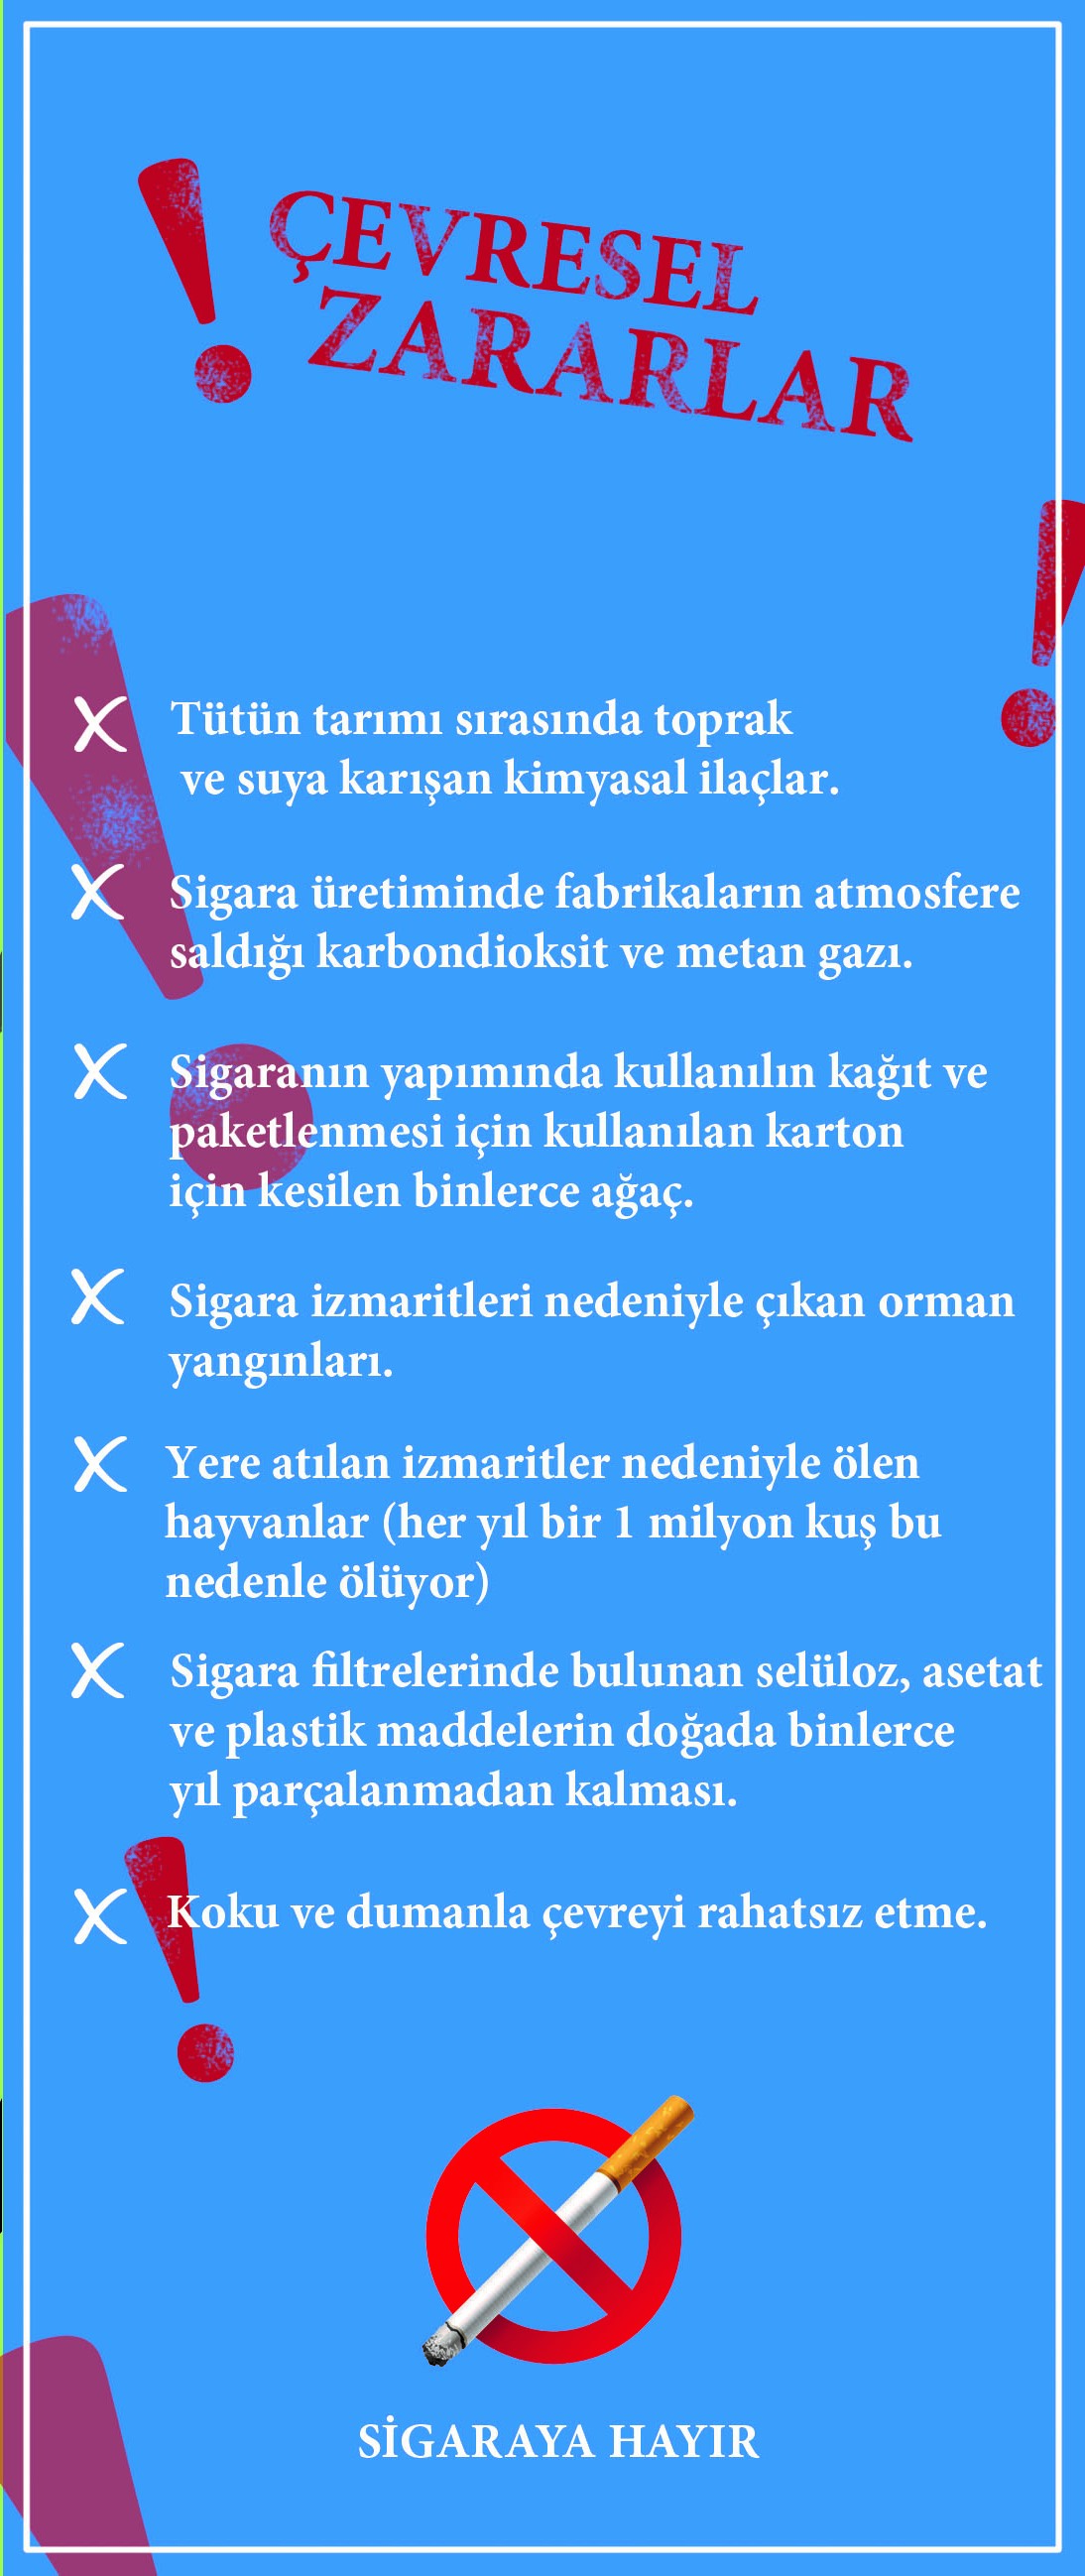 ÇEVRESEL
ZARARLAR
Tütün tarımı sırasında toprak
ve suya karışan kimyasal ilaçlar.
Sigara üretiminde fabrikaların atmosfere
saldığı karbondioksit ve metan gazı.
Sigaranın yapımında kullanılın kağıt ve
paketlenmesi için kullanılan karton
için kesilen binlerce ağaç.
Sigara izmaritleri nedeniyle çıkan orman
yangınları.
Yere atılan izmaritler nedeniyle ölen
hayvanlar (her yıl bir 1 milyon kuş bu
nedenle ölüyor)
Sigara filtrelerinde bulunan selüloz, asetat
ve plastik maddelerin doğada binlerce
yıl parçalanmadan kalması.
Koku ve dumanla çevreyi rahatsız etme.
SİGARAYA HAYIR